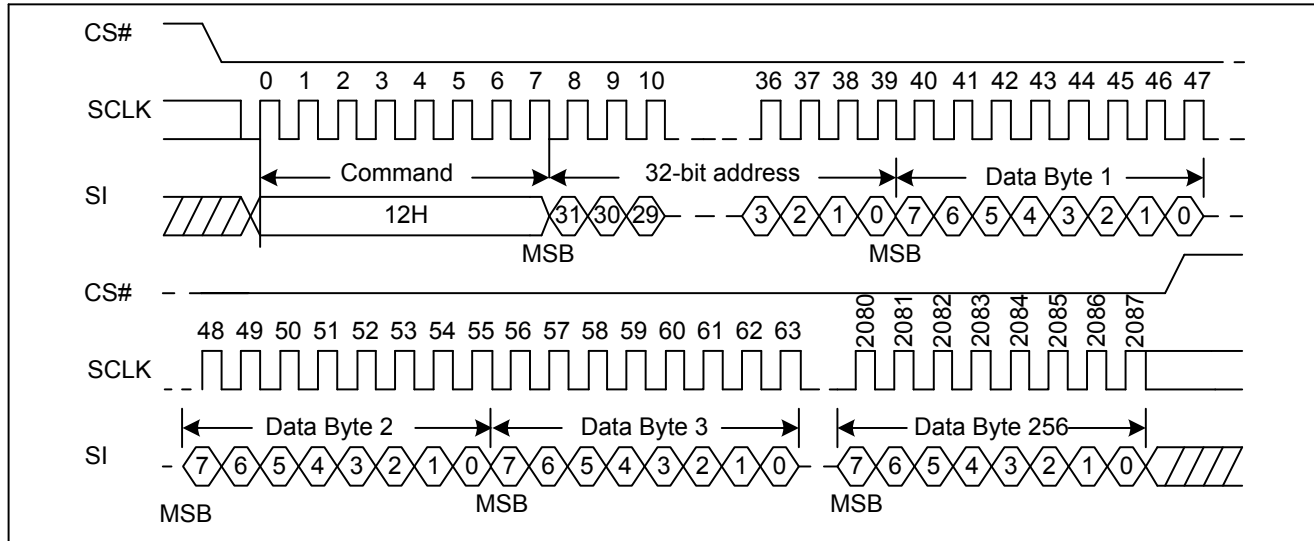 CS#
0 1 2 3 4 5 6 7 8 9 10 36 37 38 39 40 41 42 43 44 45 46 47
SCLK
Command 32-bit address Data Byte 1
SI
12H 31 30 29 3 2 1 0 7 6 5 4 3 2 1 0
MSB MSB
CS#
48 49 50 51 52 53 54 55 56 57 58 59 60 61 62 63 2080 2081 2082 2083 2084 2085 2086 2087
SCLK
Data Byte 2 Data Byte 3 Data Byte 256
SI
7 6 5 4 3 2 1 0 7 6 5 4 3 2 1 0 7 6 5 4 3 2 1 0
MSB MSB MSB